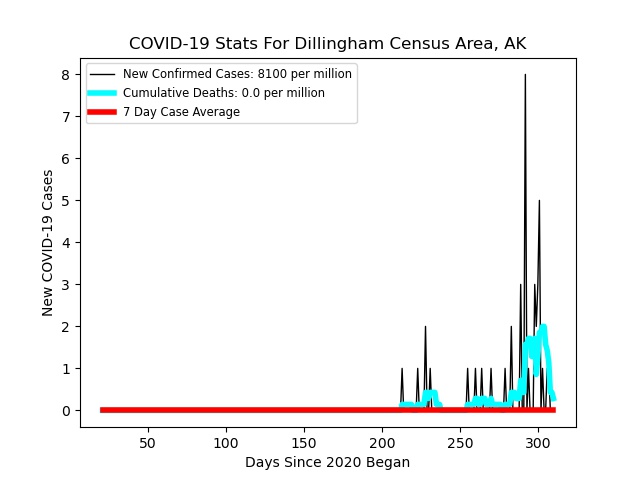 COVID-19 Stats For Dillingham Census Area, AK
New Confirmed Cases: 8100 per million
Cumulative Deaths: 0.0 per million
7 Day Case Average
8
7
6
5
4
3
2
1
0
New COVID-19 Cases
50 100 150 200 250 300
Days Since 2020 Began